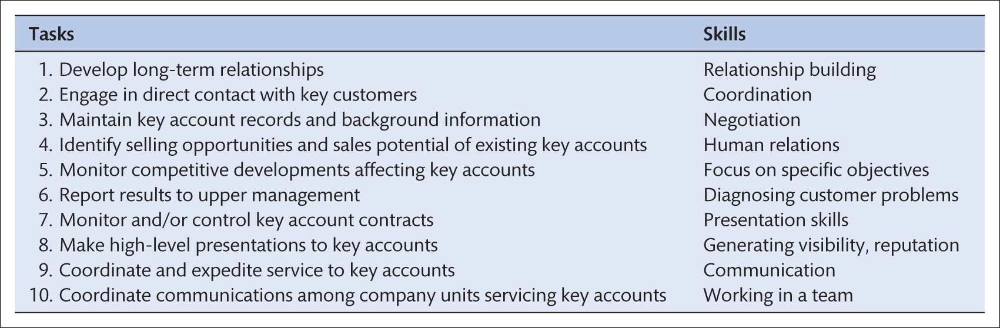 Tasks Skills
1. Develop long-term relationships Relationship building
2. Engage in direct contact with key customers Coordination
3. Maintain key account records and background information Negotiation
4. Identify selling opportunities and sales potential of existing key accounts Human relations
5. Monitor competitive developments affecting key accounts Focus on specific objectives
6. Report results to upper management Diagnosing customer problems
7. Monitor and/or control key account contracts Presentation skills
8. Make high-level presentations to key accounts Generating visibility, reputation
9. Coordinate and expedite service to key accounts Communication
10. Coordinate communications among company units servicing key accounts Working in a team